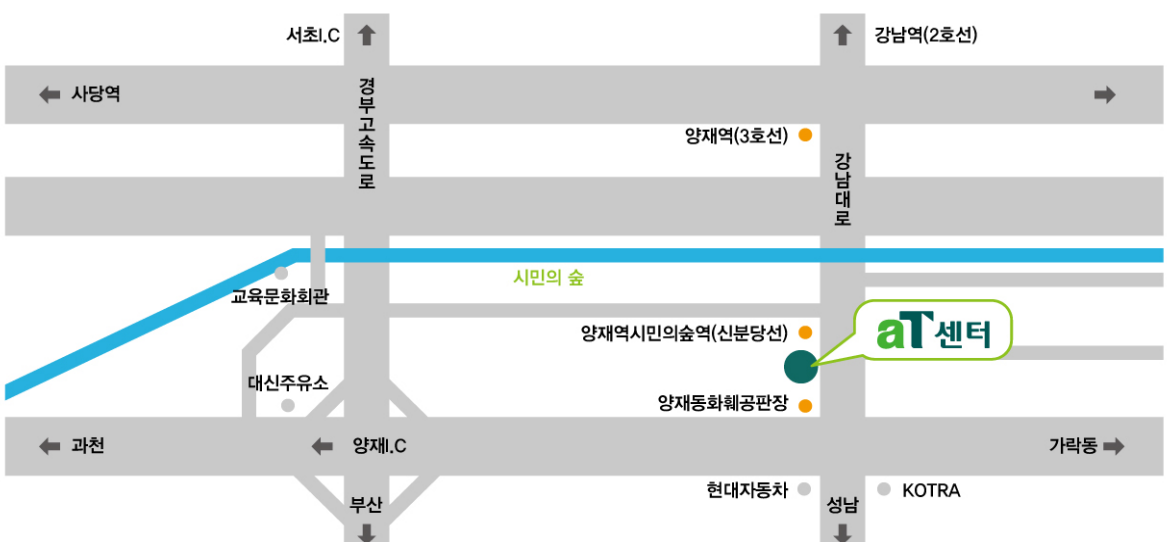 서초I.C
강남역(2호선)
사당역
경부고속도로
양재역(3호선)
강남대로
시민의 숲
교육문화회관
양재역시민의숲역(신분당선)
aT센터
대신주유소
양재동화훼공판장
과천
양재I.C
가락동
부산
현대자동차
성남
KOTRA